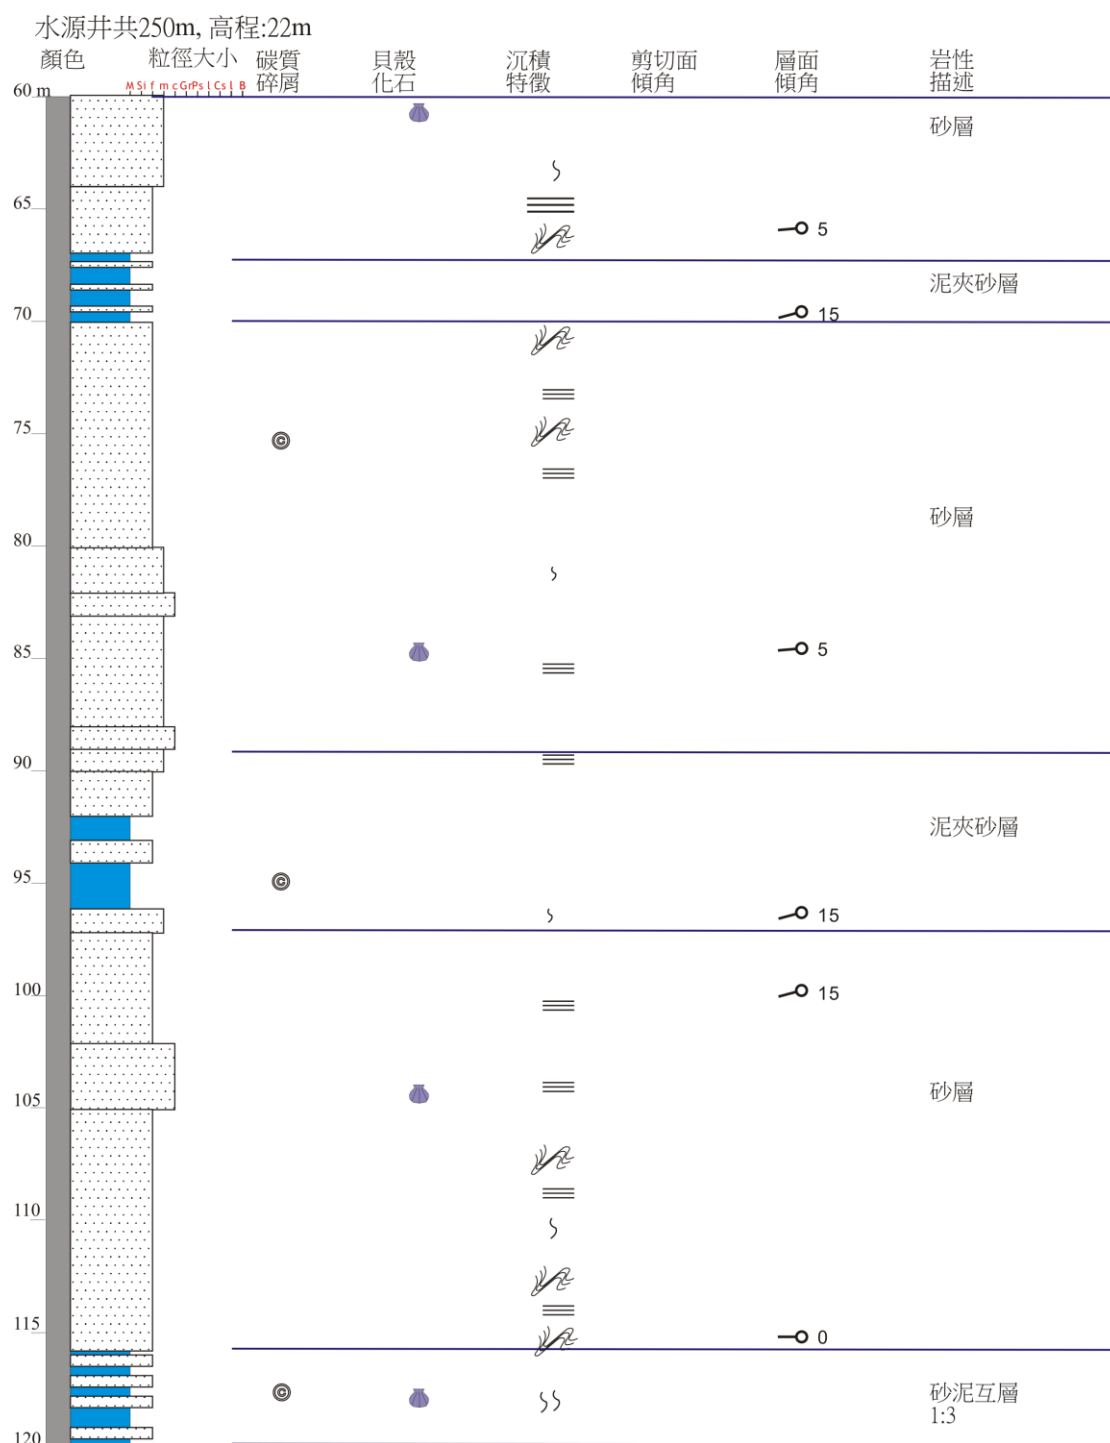 水源井共250m, 高程:22m
顏色 粒徑大小 碳質 貝殼 沉積 剪切面 層面 岩性
碎屑 化石 特徵 傾角 傾角 描述
M Si f m c Gr Ps l Cs l B
60 m
砂層
65
5
泥夾砂層
70
15
75
©
砂層
80
85
5
90
泥夾砂層
95
©
15
100
15
105
砂層
110
115
0
©
砂泥互層
1:3
120